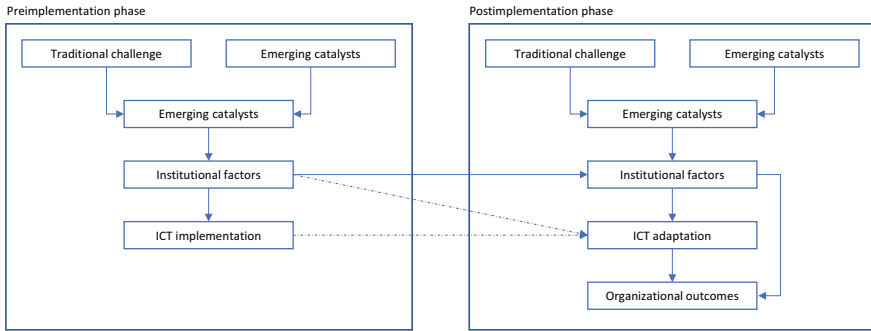 Preimplementation phase
Traditional challenge
Emerging catalysts
Emerging catalysts
Institutional factors
ICT implementation
Postimplementation phase
Traditional challenge
Emerging catalysts
Emerging catalysts
Institutional factors
ICT adaptation
Organizational outcomes